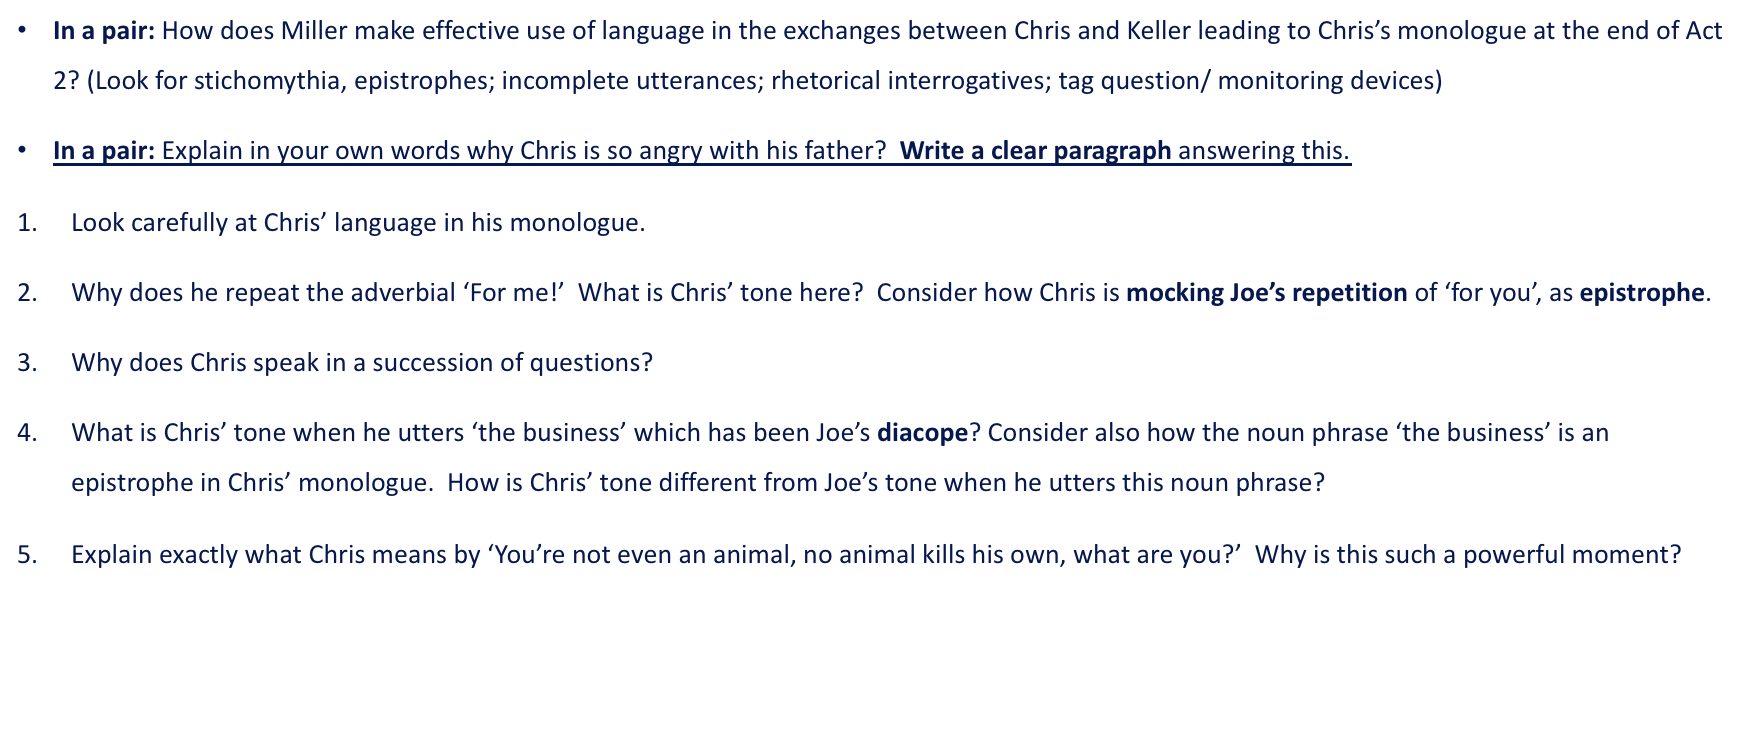 • In a pair: How does Miller make effective use of language in the exchanges between Chris and Keller leading to Chris’s monologue at the end of Act
2? (Look for stichomythia, epistrophes; incomplete utterances; rhetorical interrogatives; tag question/ monitoring devices)
• In a pair: Explain in your own words why Chris is so angry with his father?  Write a clear paragraph answering this.
1. Look carefully at Chris’ language in his monologue.
2. Why does he repeat the adverbial ‘For me!’  What is Chris’ tone here?  Consider how Chris is mocking Joe’s repetition of ‘for you’, as epistrophe.
3. Why does Chris speak in a succession of questions?
4. What is Chris’ tone when he utters ‘the business’ which has been Joe’s diacope? Consider also how the noun phrase ‘the business’ is an
epistrophe in Chris’ monologue.  How is Chris’ tone different from Joe’s tone when he utters this noun phrase?
5. Explain exactly what Chris means by ‘You’re not even an animal, no animal kills his own, what are you?’  Why is this such a powerful moment?